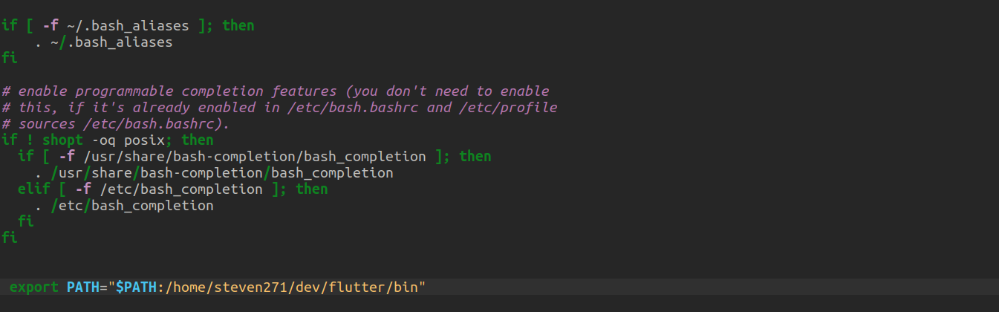 if [ -f ~/.bash_aliases ]; then
    . ~/.bash_aliases
fi

# enable programmable completion features (you don't need to enable
# this, if it's already enabled in /etc/bash.bashrc and /etc/profile
# sources /etc/bash.bashrc).
if ! shopt -oq posix; then
  if [ -f /usr/share/bash-completion/bash_completion ]; then
    . /usr/share/bash-completion/bash_completion
  elif [ -f /etc/bash_completion ]; then
    . /etc/bash_completion
  fi
fi

 export PATH="$PATH:/home/steven271/dev/flutter/bin"